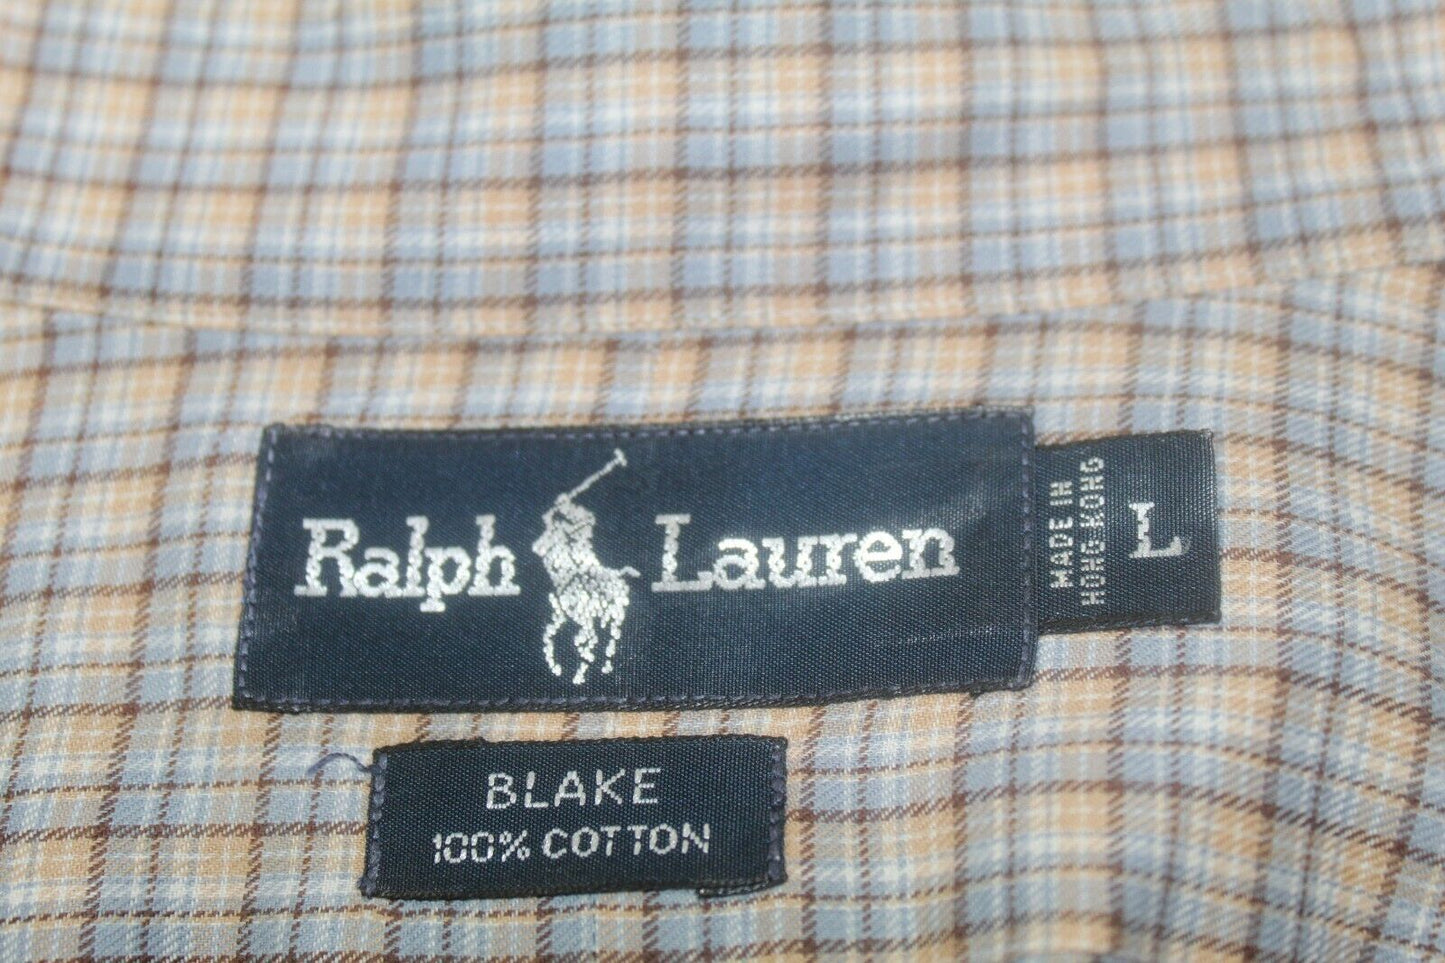 Ralph Lauren
MADE IN
HONG KONG
L
BLAKE
100% COTTON